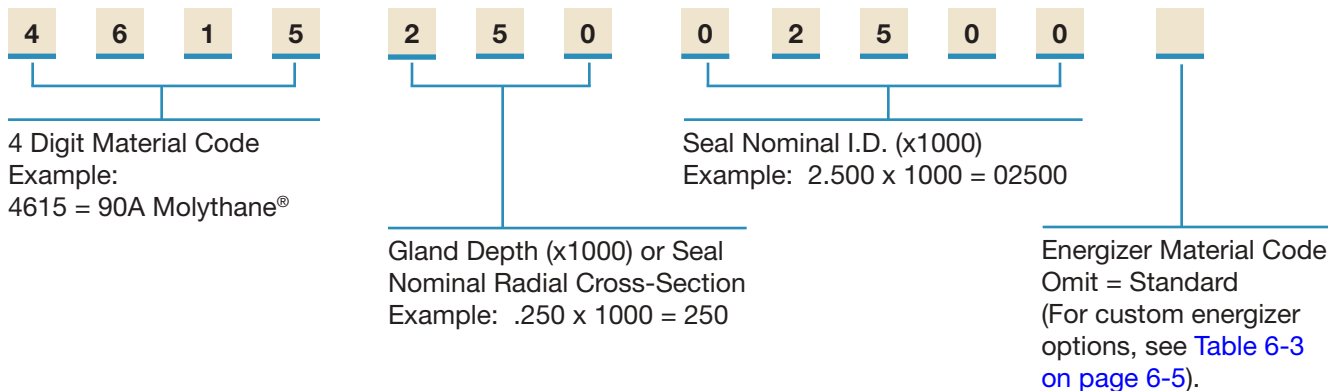 4 6 1 5 2 5 0 0 2 5 0 0
4 Digit Material Code
Example:
4615 = 90A Molythane®
Gland Depth (x1000) or Seal
Nominal Radial Cross-Section
Example: .250 x 1000 = 250
Seal Nominal I.D. (x1000)
Example: 2.500 x 1000 = 02500
Energizer Material Code
Omit = Standard
(For custom energizer
options, see Table 6-3
on page 6-5).